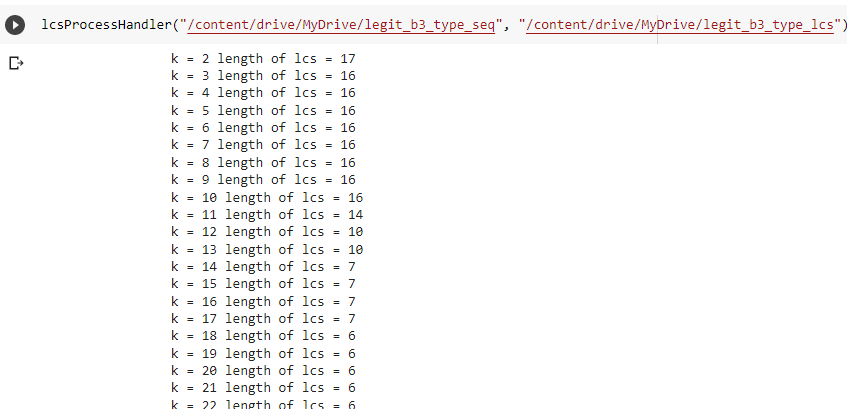 lcsProcessHandler("/content/drive/MyDrive/legit_b3_type_seq", "/content/drive/MyDrive/legit_b3_type_lcs")
k = 2 length of lcs = 17
k = 3 length of lcs = 16
k = 4 length of lcs = 16
k = 5 length of lcs = 16
k = 6 length of lcs = 16
k = 7 length of lcs = 16
k = 8 length of lcs = 16
k = 9 length of lcs = 16
k = 10 length of lcs = 16
k = 11 length of lcs = 14
k = 12 length of lcs = 10
k = 13 length of lcs = 10
k = 14 length of lcs = 7
k = 15 length of lcs = 7
k = 16 length of lcs = 7
k = 17 length of lcs = 7
k = 18 length of lcs = 6
k = 19 length of lcs = 6
k = 20 length of lcs = 6
k = 21 length of lcs = 6
k = 22 length of lcs = 6